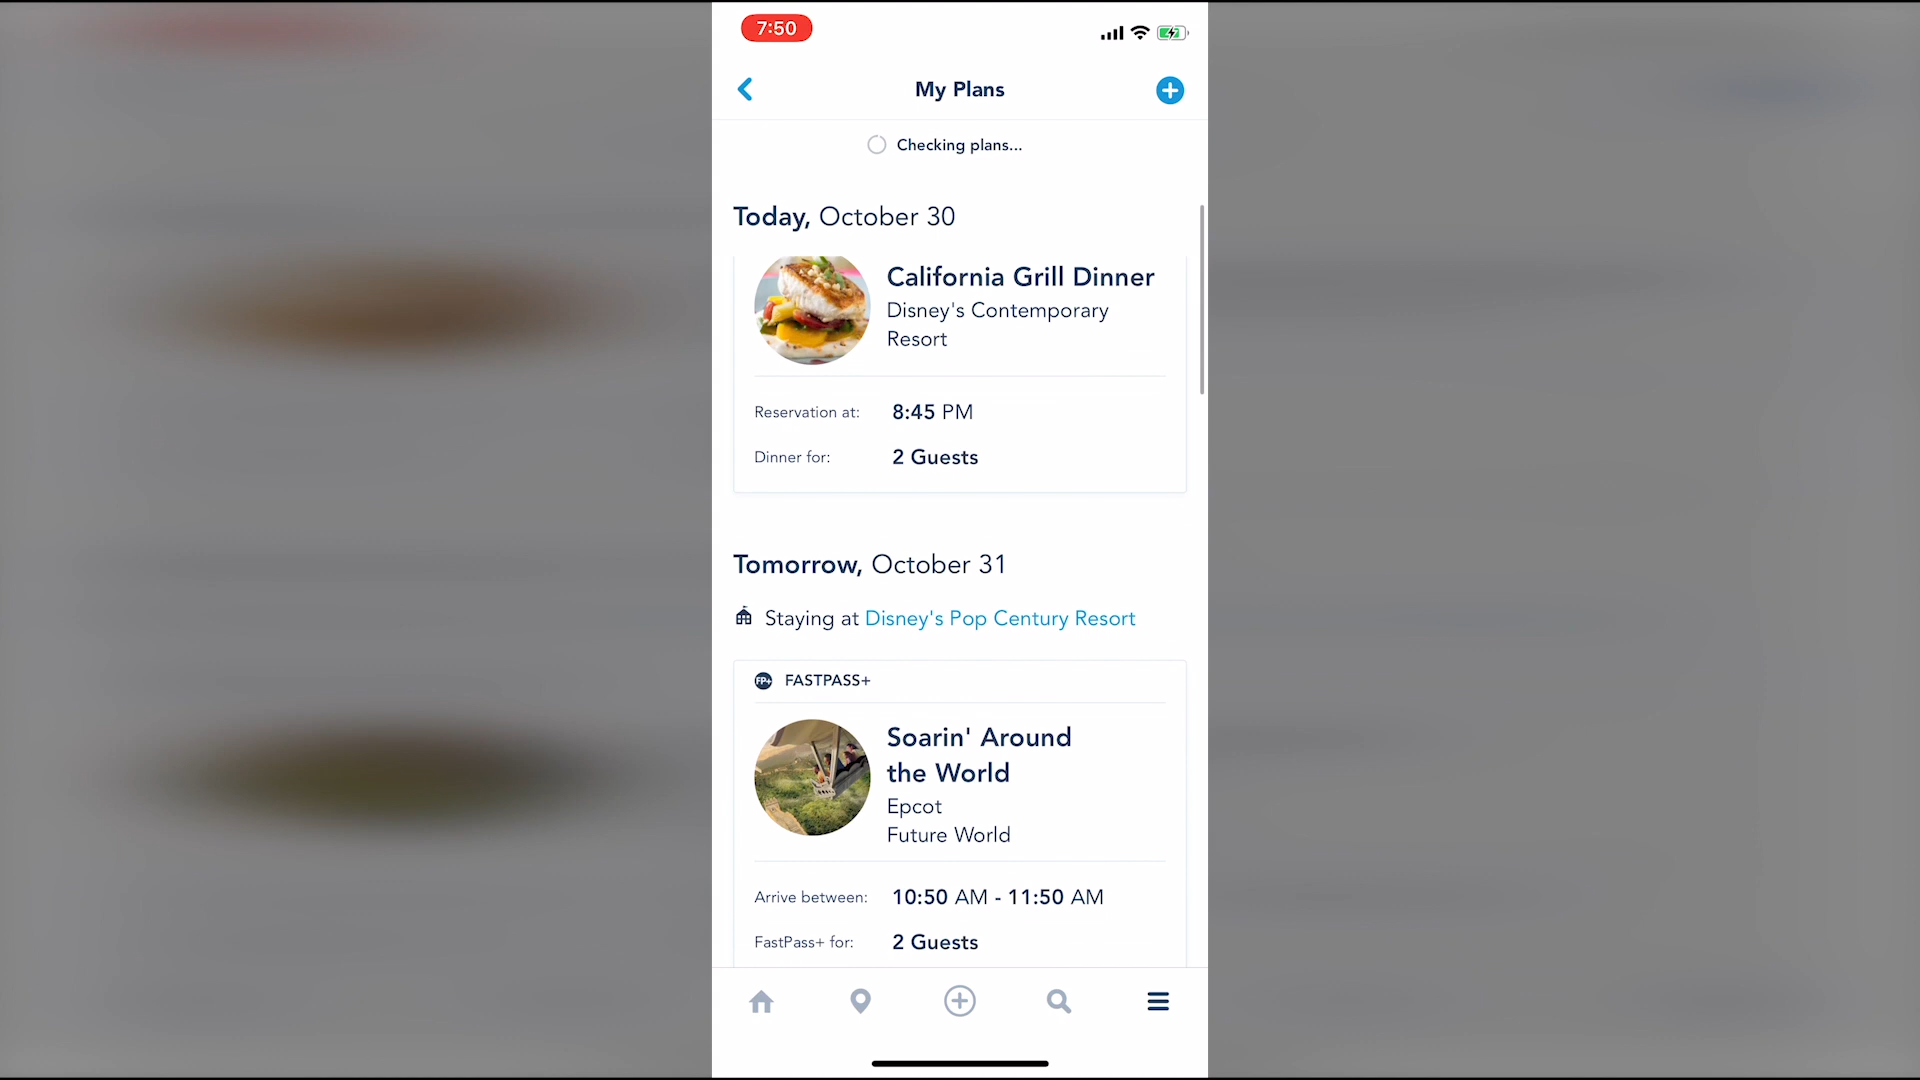 7:50
My Plans
Checking plans...
Today, October 30
California Grill Dinner
Disney's Contemporary
Resort
Reservation at: 8:45 PM
Dinner for: 2 Guests
Tomorrow, October 31
Staying at Disney's Pop Century Resort
FP+ FASTPASS+
Soarin' Around
the World
Epcot
Future World
Arrive between: 10:50 AM - 11:50 AM
FastPass+ for: 2 Guests